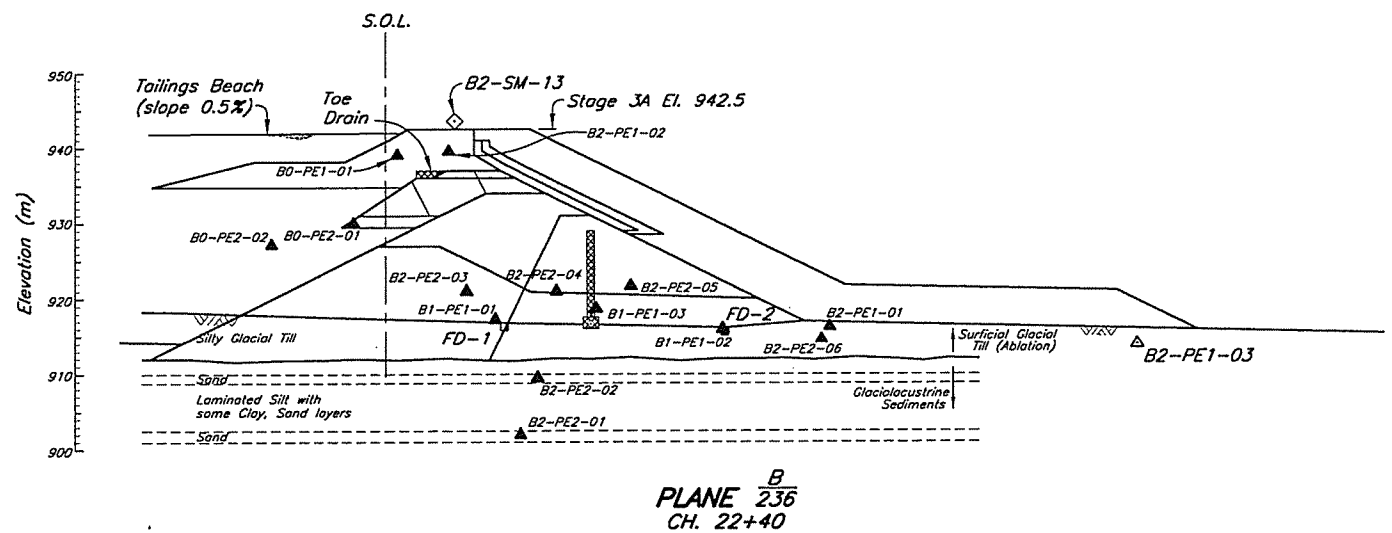 S.O.L.
950
940
930
920
910
900
Elevation (m)
Tailings Beach
(slope 0.5%)
Toe
Drain
B2-SM-13
Stage 3A El. 942.5
B2-PE1-02
B0-PE1-01
B0-PE2-02
B0-PE2-01
B2-PE2-03
B2-PE2-04
B2-PE2-05
B1-PE1-01
B1-PE1-03
FD-2
B2-PE1-01
FD-1
B1-PE1-02
B2-PE2-06
Silty Glacial Till
Surficial Glacial
Till (Ablation)
B2-PE1-03
Sand
B2-PE2-02
Glaciolacustrine
Sediments
Laminated Silt with
some Clay, Sand layers
B2-PE2-01
Sand
PLANE B
236
CH. 22+40